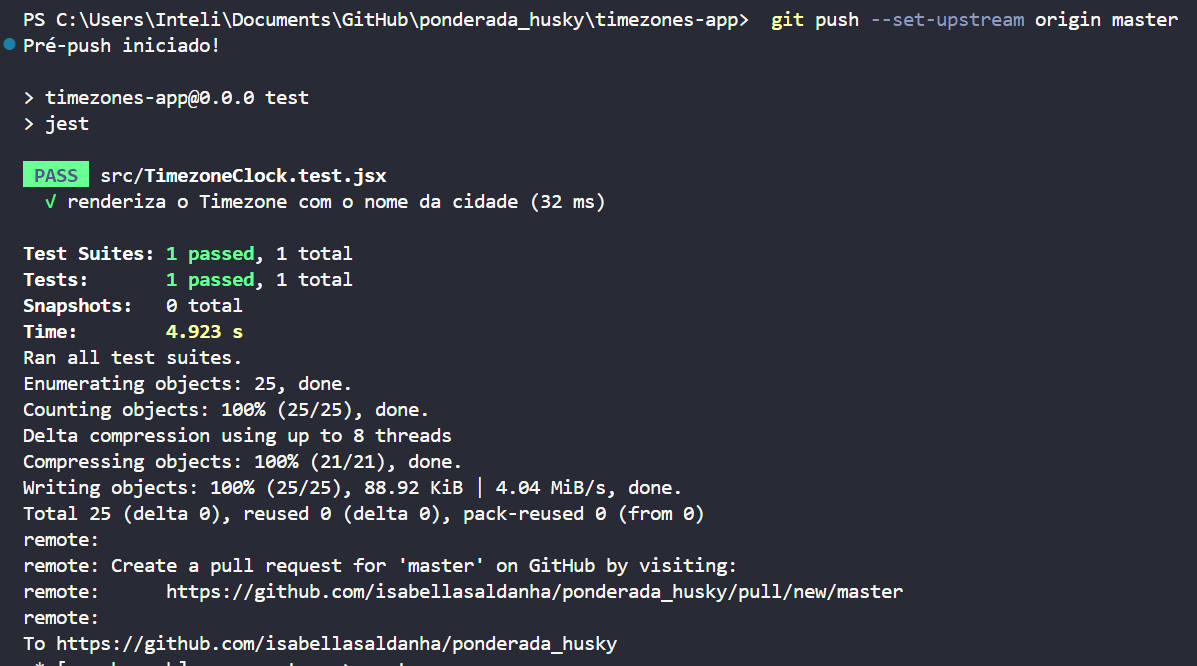 PS C:\Users\Inteli\Documents\GitHub\ponderada_husky\timezones-app>  git push --set-upstream origin master
Pré-push iniciado!
> timezones-app@0.0.0 test
> jest
PASS src/TimezoneClock.test.jsx
√ renderiza o Timezone com o nome da cidade (32 ms)
Test Suites: 1 passed, 1 total
Tests:       1 passed, 1 total
Snapshots:   0 total
Time:        4.923 s
Ran all test suites.
Enumerating objects: 25, done.
Counting objects: 100% (25/25), done.
Delta compression using up to 8 threads
Compressing objects: 100% (21/21), done.
Writing objects: 100% (25/25), 88.92 KiB | 4.04 MiB/s, done.
Total 25 (delta 0), reused 0 (delta 0), pack-reused 0 (from 0)
remote:
remote: Create a pull request for 'master' on GitHub by visiting:
remote:      https://github.com/isabellasaldanha/ponderada_husky/pull/new/master
remote:
To https://github.com/isabellasaldanha/ponderada_husky